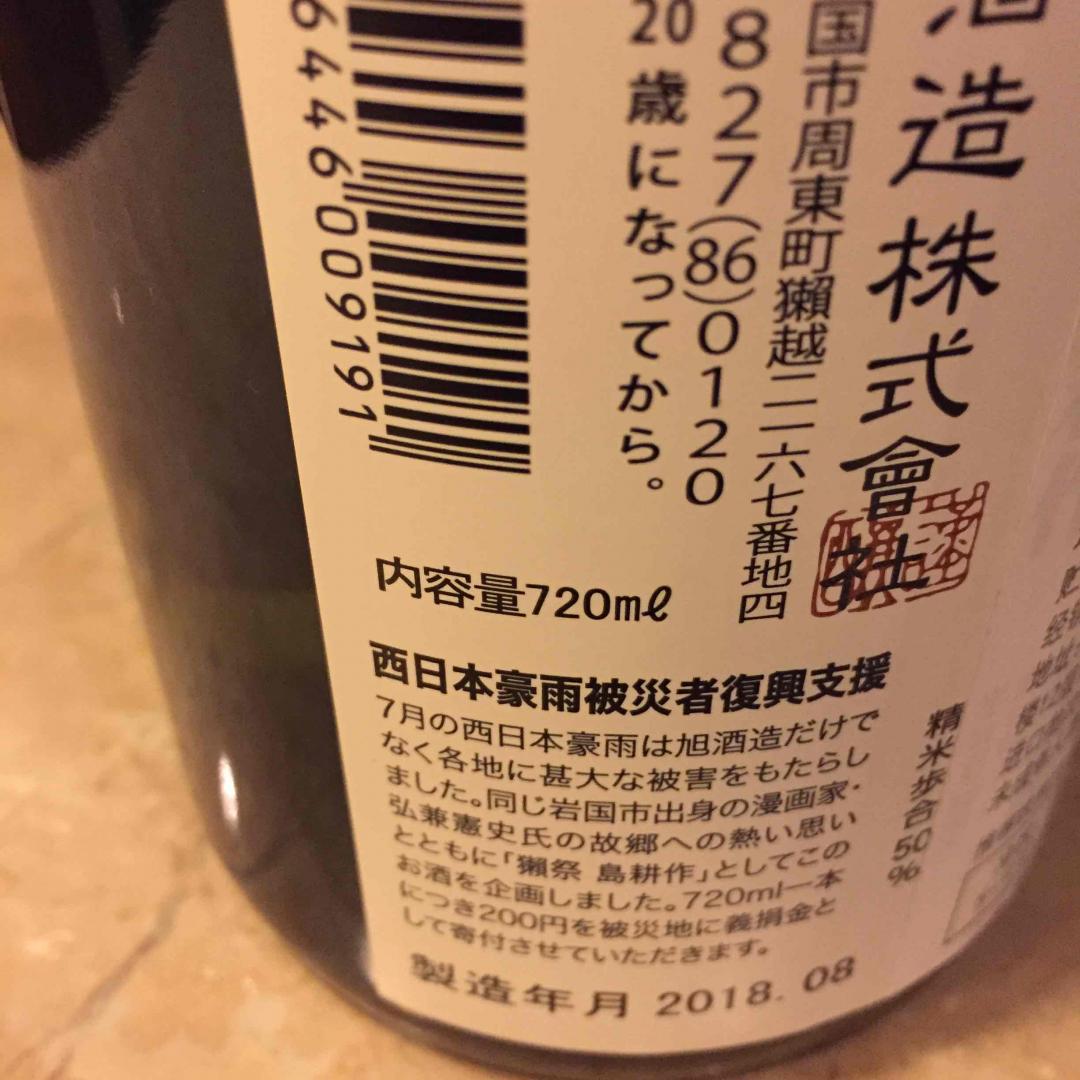 酒造株式會社
国市周東町獺越二一六七番地四
827(86)0120
20歳になってから。
6446009191
内容量720mℓ
西日本豪雨被災者復興支援
7月の西日本豪雨は旭酒造だけで
なく各地に甚大な被害をもたらし
ました。同じ岩国市出身の漫画家・
弘兼憲史氏の故郷への熱い思い
とともに「獺祭 島耕作」としてこの
お酒を企画しました。720ml一本
につき200円を被災地に義捐金と
して寄付させていただきます。
精米歩合50%
製造年月 2018.08